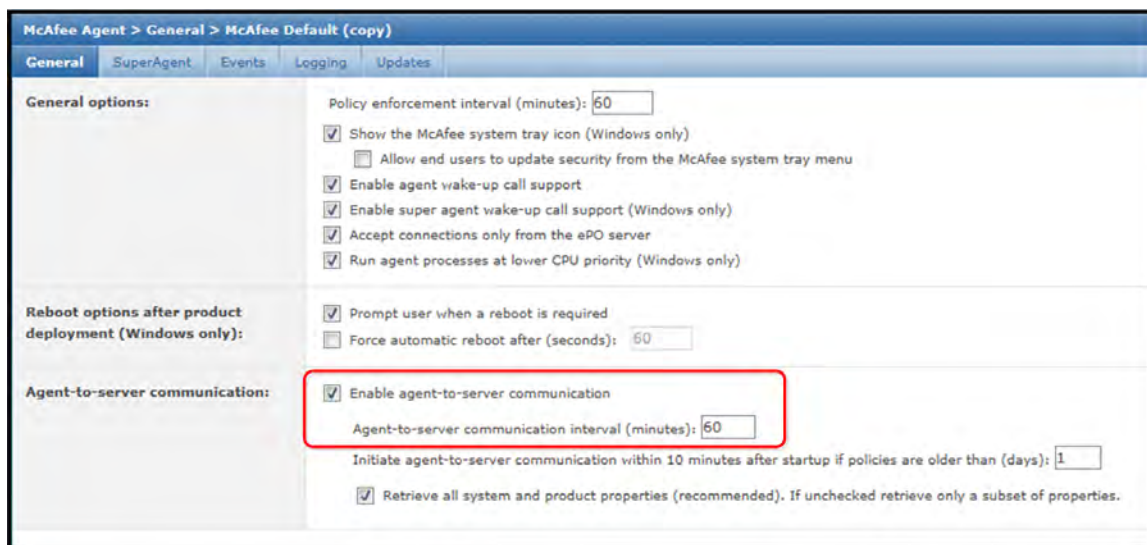 McAfee Agent > General > McAfee Default (copy)
General SuperAgent Events Logging Updates
General options:
Policy enforcement interval (minutes): 60
Show the McAfee system tray icon (Windows only)
Allow end users to update security from the McAfee system tray menu
Enable agent wake-up call support
Enable super agent wake-up call support (Windows only)
Accept connections only from the ePO server
Run agent processes at lower CPU priority (Windows only)
Reboot options after product
deployment (Windows only):
Prompt user when a reboot is required
Force automatic reboot after (seconds): 60
Agent-to-server communication:
Enable agent-to-server communication
Agent-to-server communication interval (minutes): 60
Initiate agent-to-server communication within 10 minutes after startup if policies are older than (days): 1
Retrieve all system and product properties (recommended). If unchecked retrieve only a subset of properties.